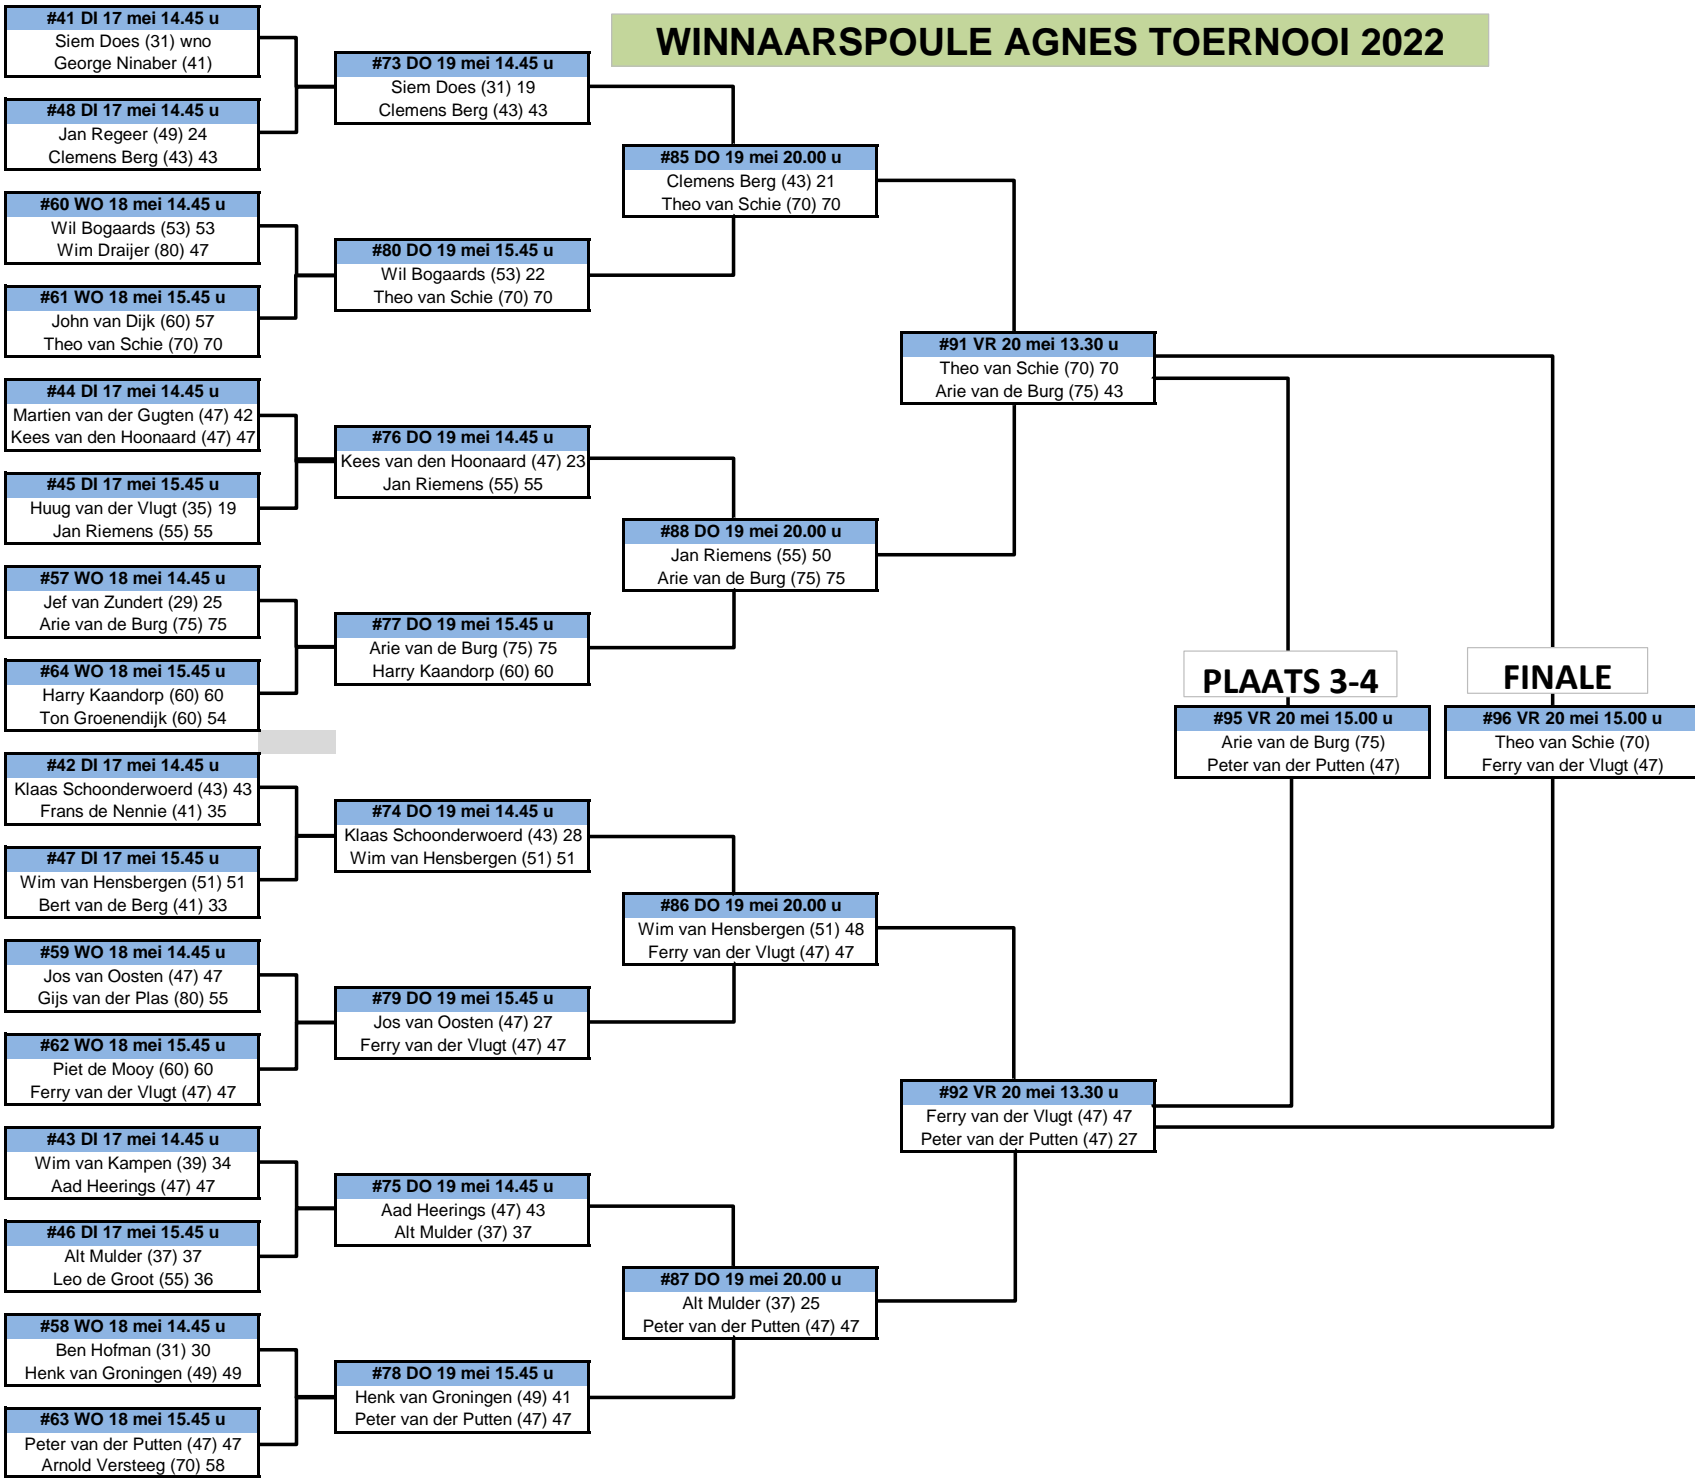 WINNAARSPOULE AGNES TOERNOOI 2022
#41 DI 17 mei 14.45 u
Siem Does (31) wno
George Ninaber (41)
#48 DI 17 mei 14.45 u
Jan Regeer (49) 24
Clemens Berg (43) 43
#60 WO 18 mei 14.45 u
Wil Bogaards (53) 53
Wim Draijer (80) 47
#61 WO 18 mei 15.45 u
John van Dijk (60) 57
Theo van Schie (70) 70
#44 DI 17 mei 14.45 u
Martien van der Gugten (47) 42
Kees van den Hoonaard (47) 47
#45 DI 17 mei 15.45 u
Huug van der Vlugt (35) 19
Jan Riemens (55) 55
#57 WO 18 mei 14.45 u
Jef van Zundert (29) 25
Arie van de Burg (75) 75
#64 WO 18 mei 15.45 u
Harry Kaandorp (60) 60
Ton Groenendijk (60) 54
#42 DI 17 mei 14.45 u
Klaas Schoonderwoerd (43) 43
Frans de Nennie (41) 35
#47 DI 17 mei 15.45 u
Wim van Hensbergen (51) 51
Bert van de Berg (41) 33
#59 WO 18 mei 14.45 u
Jos van Oosten (47) 47
Gijs van der Plas (80) 55
#62 WO 18 mei 15.45 u
Piet de Mooy (60) 60
Ferry van der Vlugt (47) 47
#43 DI 17 mei 14.45 u
Wim van Kampen (39) 34
Aad Heerings (47) 47
#46 DI 17 mei 15.45 u
Alt Mulder (37) 37
Leo de Groot (55) 36
#58 WO 18 mei 14.45 u
Ben Hofman (31) 30
Henk van Groningen (49) 49
#63 WO 18 mei 15.45 u
Peter van der Putten (47) 47
Arnold Versteeg (70) 58
#73 DO 19 mei 14.45 u
Siem Does (31) 19
Clemens Berg (43) 43
#80 DO 19 mei 15.45 u
Wil Bogaards (53) 22
Theo van Schie (70) 70
#76 DO 19 mei 14.45 u
Kees van den Hoonaard (47) 23
Jan Riemens (55) 55
#77 DO 19 mei 15.45 u
Arie van de Burg (75) 75
Harry Kaandorp (60) 60
#74 DO 19 mei 14.45 u
Klaas Schoonderwoerd (43) 28
Wim van Hensbergen (51) 51
#79 DO 19 mei 15.45 u
Jos van Oosten (47) 27
Ferry van der Vlugt (47) 47
#75 DO 19 mei 14.45 u
Aad Heerings (47) 43
Alt Mulder (37) 37
#78 DO 19 mei 15.45 u
Henk van Groningen (49) 41
Peter van der Putten (47) 47
#85 DO 19 mei 20.00 u
Clemens Berg (43) 21
Theo van Schie (70) 70
#88 DO 19 mei 20.00 u
Jan Riemens (55) 50
Arie van de Burg (75) 75
#86 DO 19 mei 20.00 u
Wim van Hensbergen (51) 48
Ferry van der Vlugt (47) 47
#87 DO 19 mei 20.00 u
Alt Mulder (37) 25
Peter van der Putten (47) 47
#91 VR 20 mei 13.30 u
Theo van Schie (70) 70
Arie van de Burg (75) 43
#92 VR 20 mei 13.30 u
Ferry van der Vlugt (47) 47
Peter van der Putten (47) 27
PLAATS 3-4
#95 VR 20 mei 15.00 u
Arie van de Burg (75)
Peter van der Putten (47)
FINALE
#96 VR 20 mei 15.00 u
Theo van Schie (70)
Ferry van der Vlugt (47)